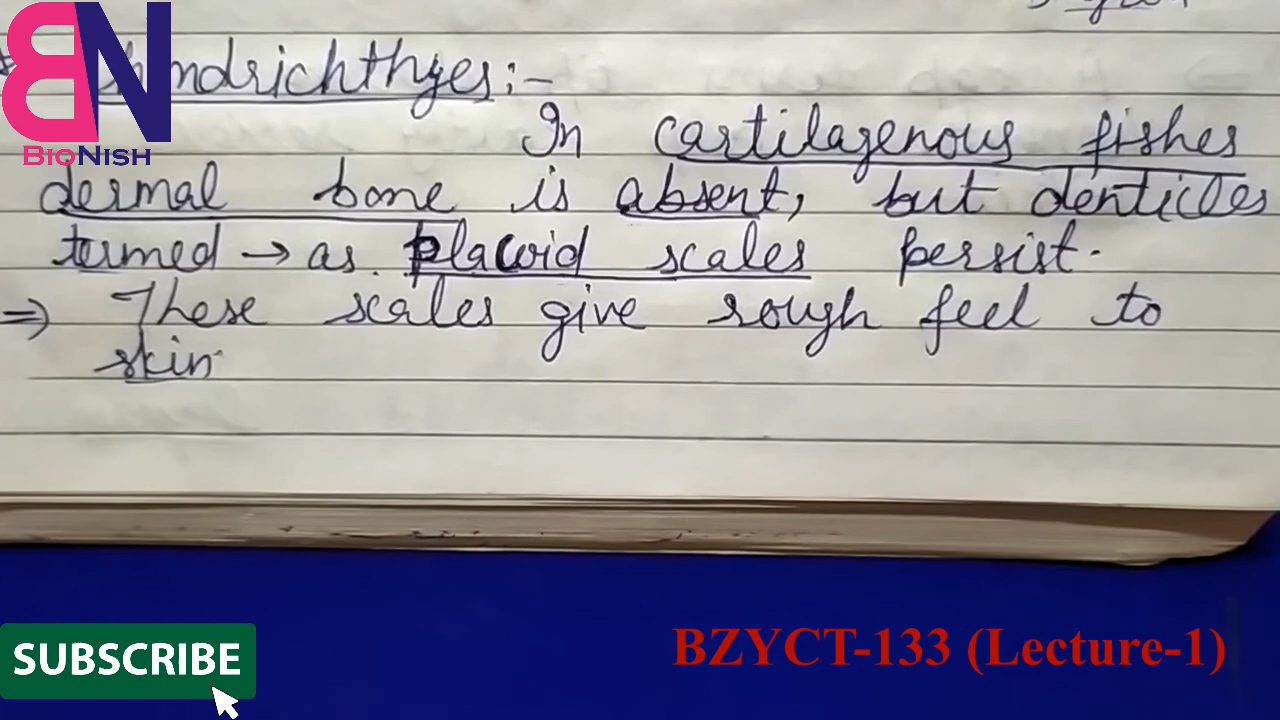 BN
BIONISH
hondrichthyes:-
In cartilagenous fishes
dermal bone is absent, but denticles
termed → as placoid scales persist.
⇒ These scales give rough feel to
skin
SUBSCRIBE
BZYCT-133 (Lecture-1)